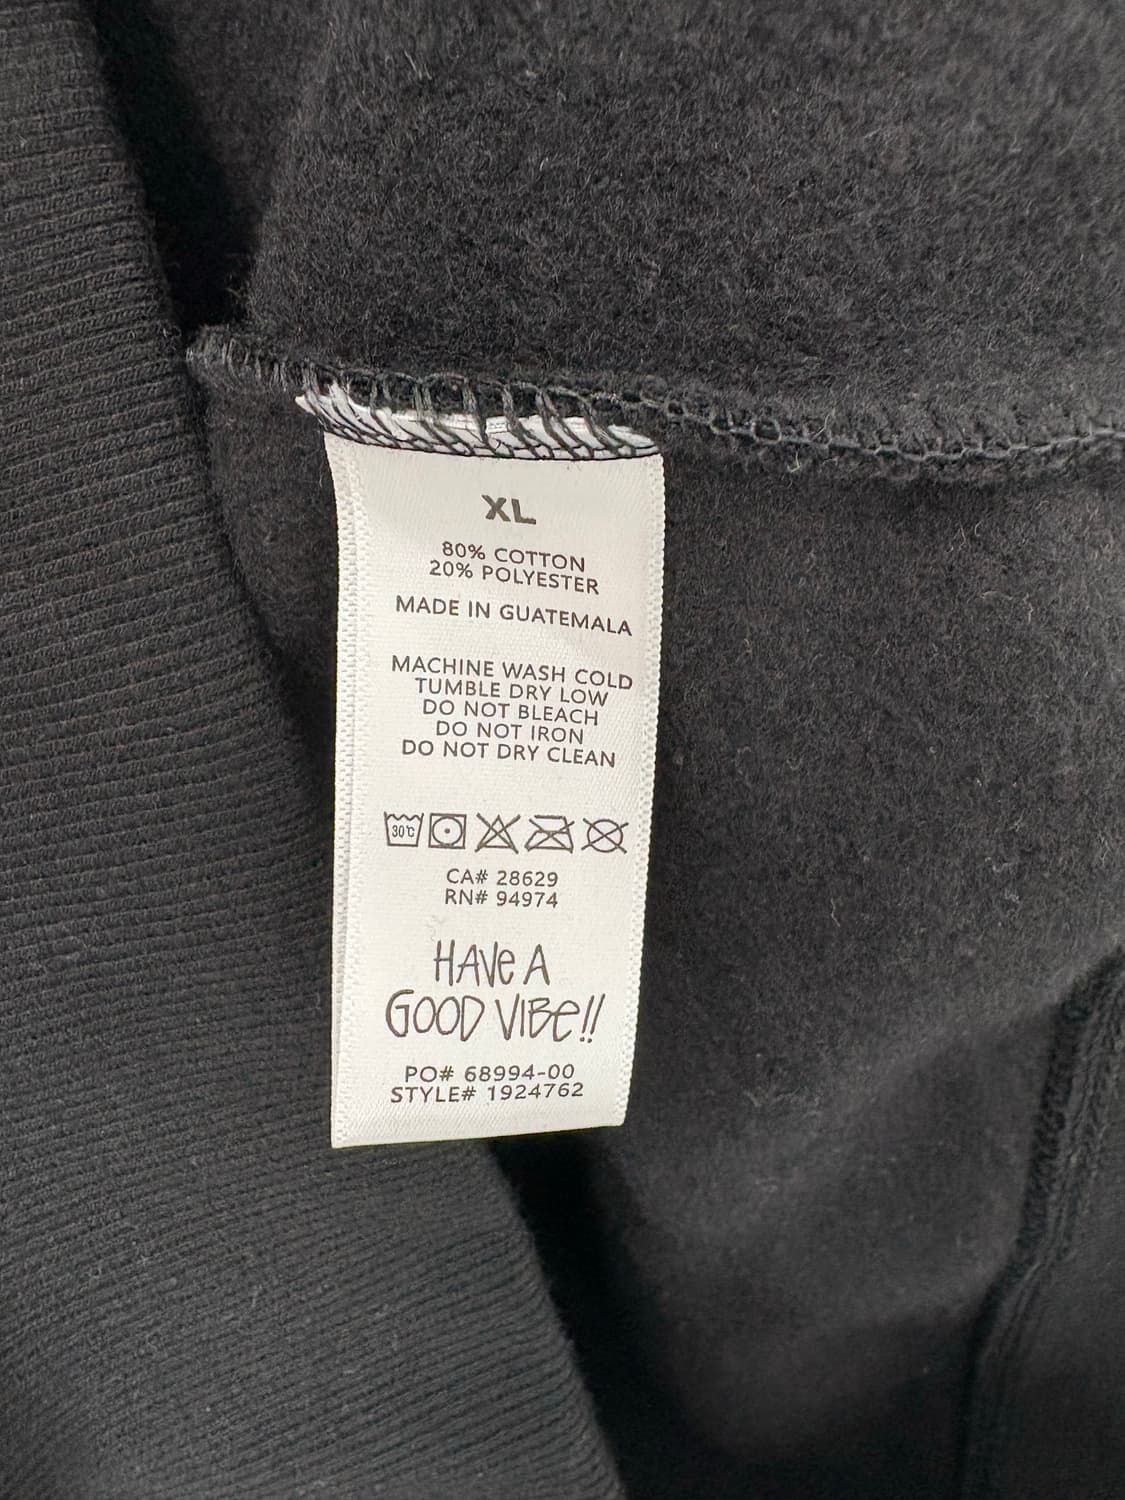 XL
80% COTTON
20% POLYESTER
MADE IN GUATEMALA
MACHINE WASH COLD
TUMBLE DRY LOW
DO NOT BLEACH
DO NOT IRON
DO NOT DRY CLEAN
30°C
CA# 28629
RN# 94974
HAVe A
GOOD VIBe!!
PO# 68994-00
STYLE# 1924762